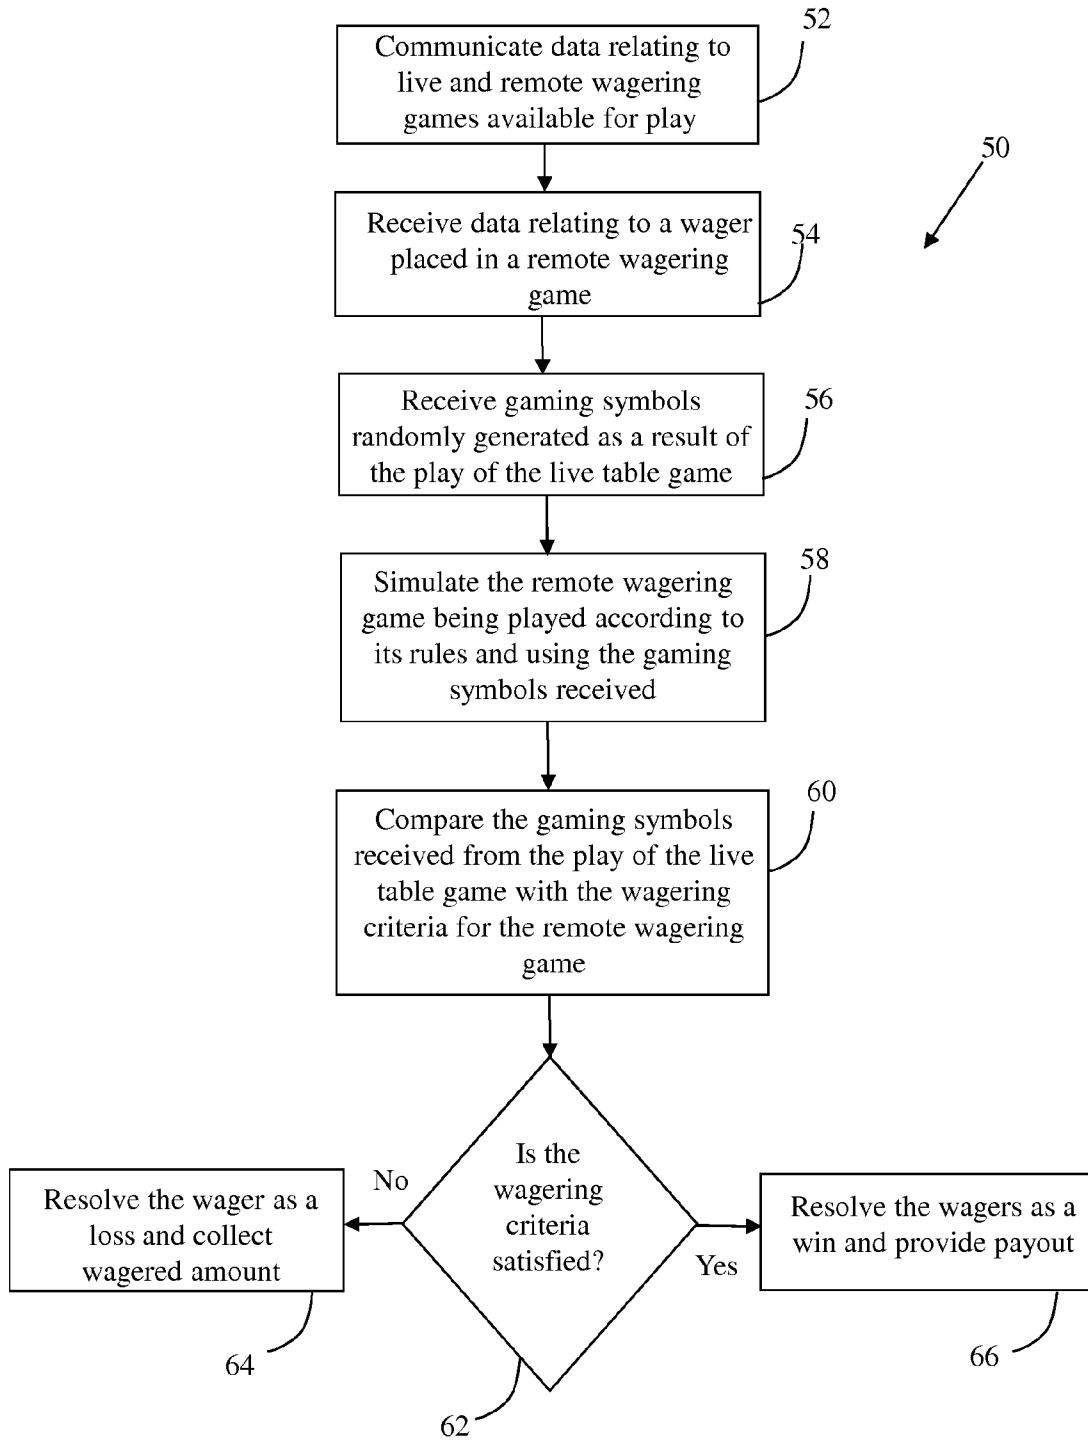 52
Communicate data relating to
live and remote wagering
games available for play
50
Receive data relating to a wager
placed in a remote wagering
game
54
Receive gaming symbols
randomly generated as a result of
the play of the live table game
56
Simulate the remote wagering
game being played according to
its rules and using the gaming
symbols received
58
Compare the gaming symbols
received from the play of the live
table game with the wagering
criteria for the remote wagering
game
60
Is the
wagering
criteria
satisfied?
No
Yes
Resolve the wager as a
loss and collect
wagered amount
Resolve the wagers as a
win and provide payout
64
62
66